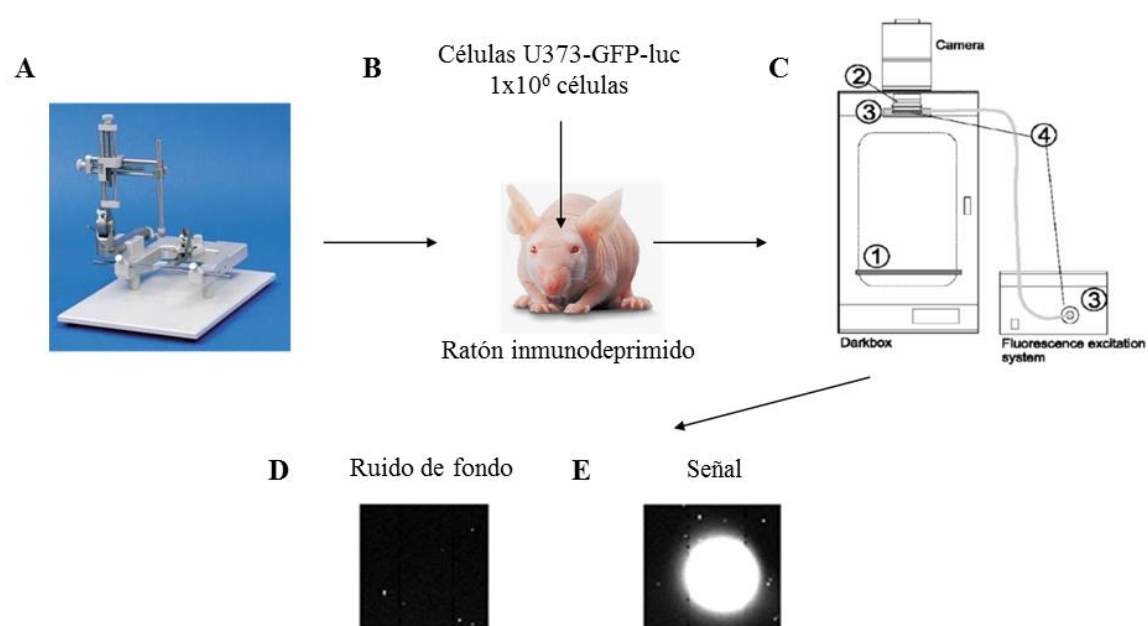 A
B
Células U373-GFP-luc
1x10⁶ células
Ratón inmunodeprimido
C
Camera
2
3
4
1
3
Darkbox
Fluorescence excitation
system
D
Ruido de fondo
E
Señal